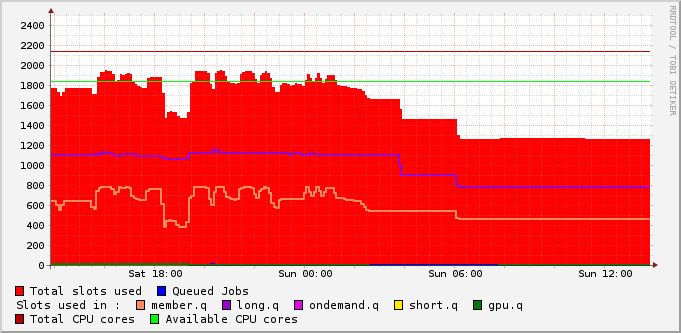 RRDTOOL / TOBI OETIKER
2400
2200
2000
1800
1600
1400
1200
1000
800
600
400
200
0
Sat 18:00 Sun 00:00 Sun 06:00 Sun 12:00
Total slots used Queued Jobs
Slots used in : member.q long.q ondemand.q short.q gpu.q
Total CPU cores Available CPU cores